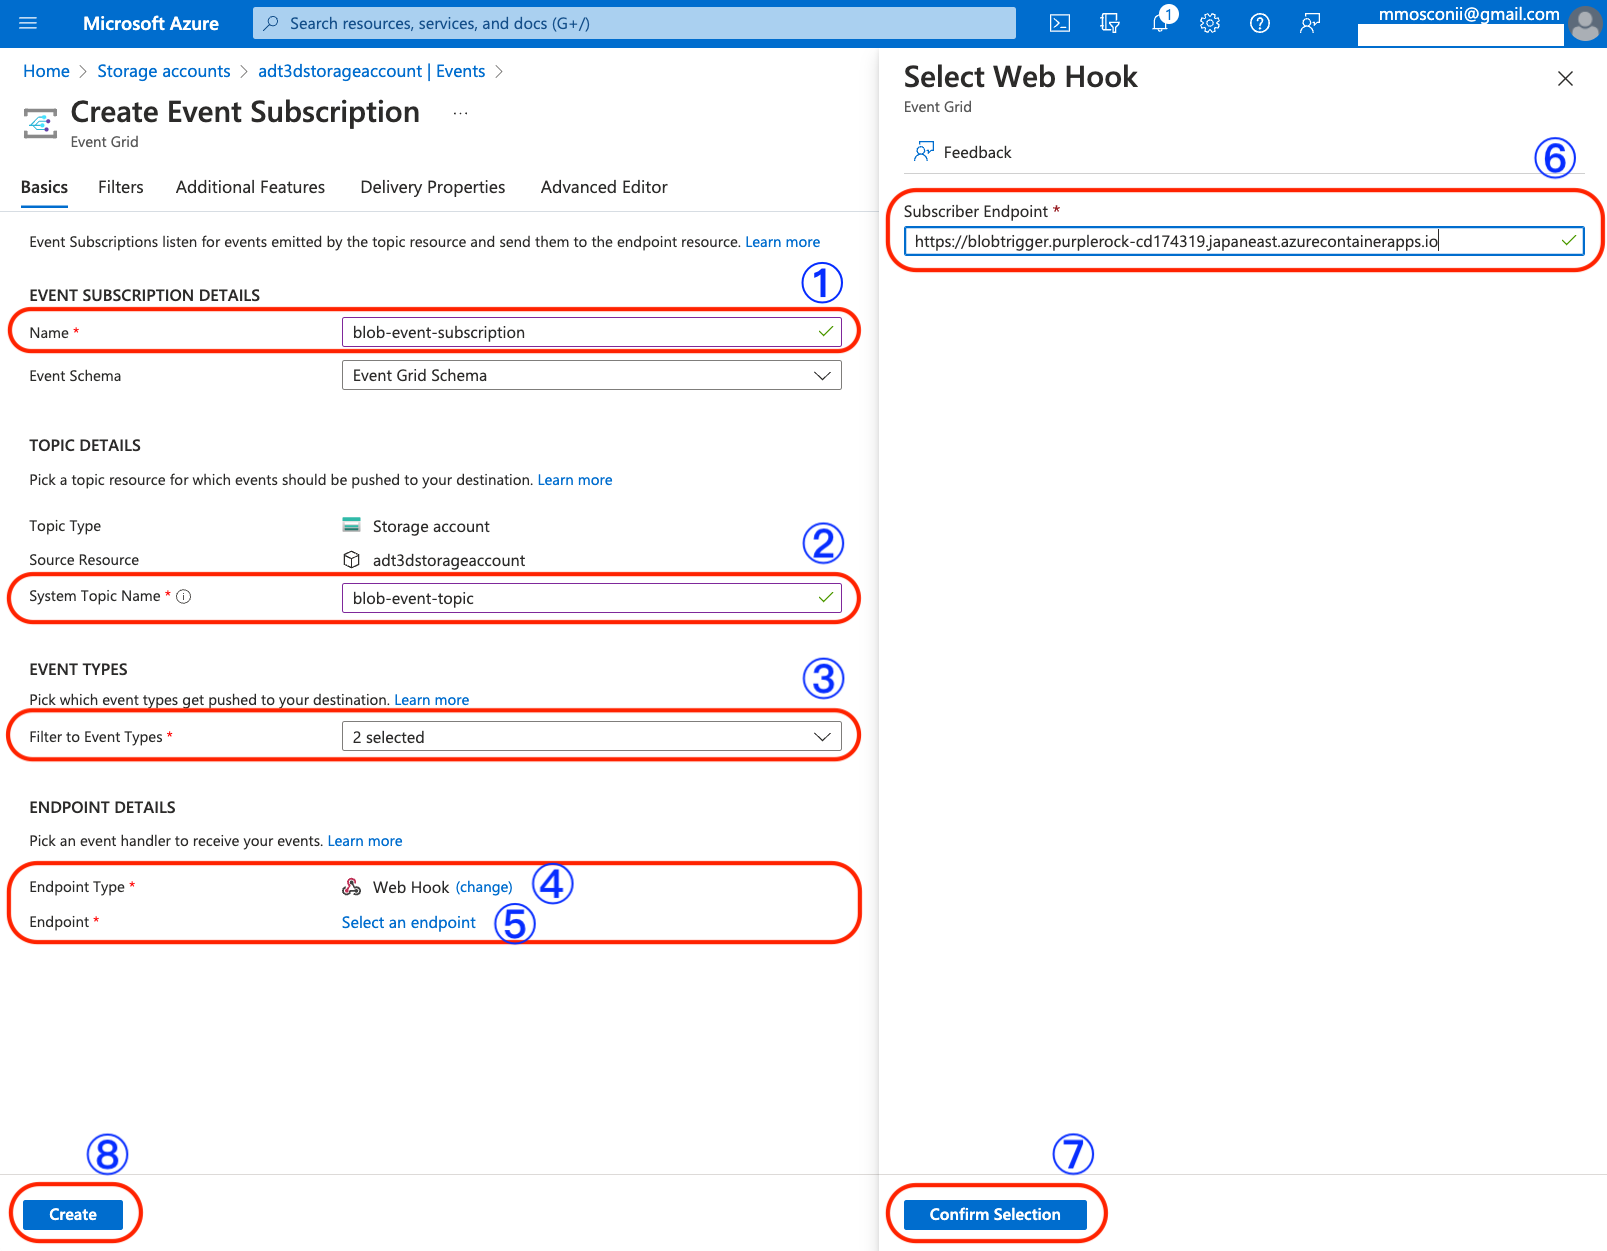 Microsoft Azure
Search resources, services, and docs (G+/)
1
mmosconii@gmail.com
Home > Storage accounts > adt3dstorageaccount | Events >
Create Event Subscription ...
Event Grid
Basics Filters Additional Features Delivery Properties Advanced Editor
Event Subscriptions listen for events emitted by the topic resource and send them to the endpoint resource. Learn more
①
EVENT SUBSCRIPTION DETAILS
Name * blob-event-subscription
Event Schema Event Grid Schema
TOPIC DETAILS
Pick a topic resource for which events should be pushed to your destination. Learn more
Topic Type Storage account
②
Source Resource adt3dstorageaccount
System Topic Name * blob-event-topic
EVENT TYPES
③
Pick which event types get pushed to your destination. Learn more
Filter to Event Types * 2 selected
ENDPOINT DETAILS
Pick an event handler to receive your events. Learn more
Endpoint Type * Web Hook (change) ④
Endpoint * Select an endpoint ⑤
⑧
Create
Select Web Hook
Event Grid
Feedback
⑥
Subscriber Endpoint *
https://blobtrigger.purplerock-cd174319.japaneast.azurecontainerapps.io
⑦
Confirm Selection